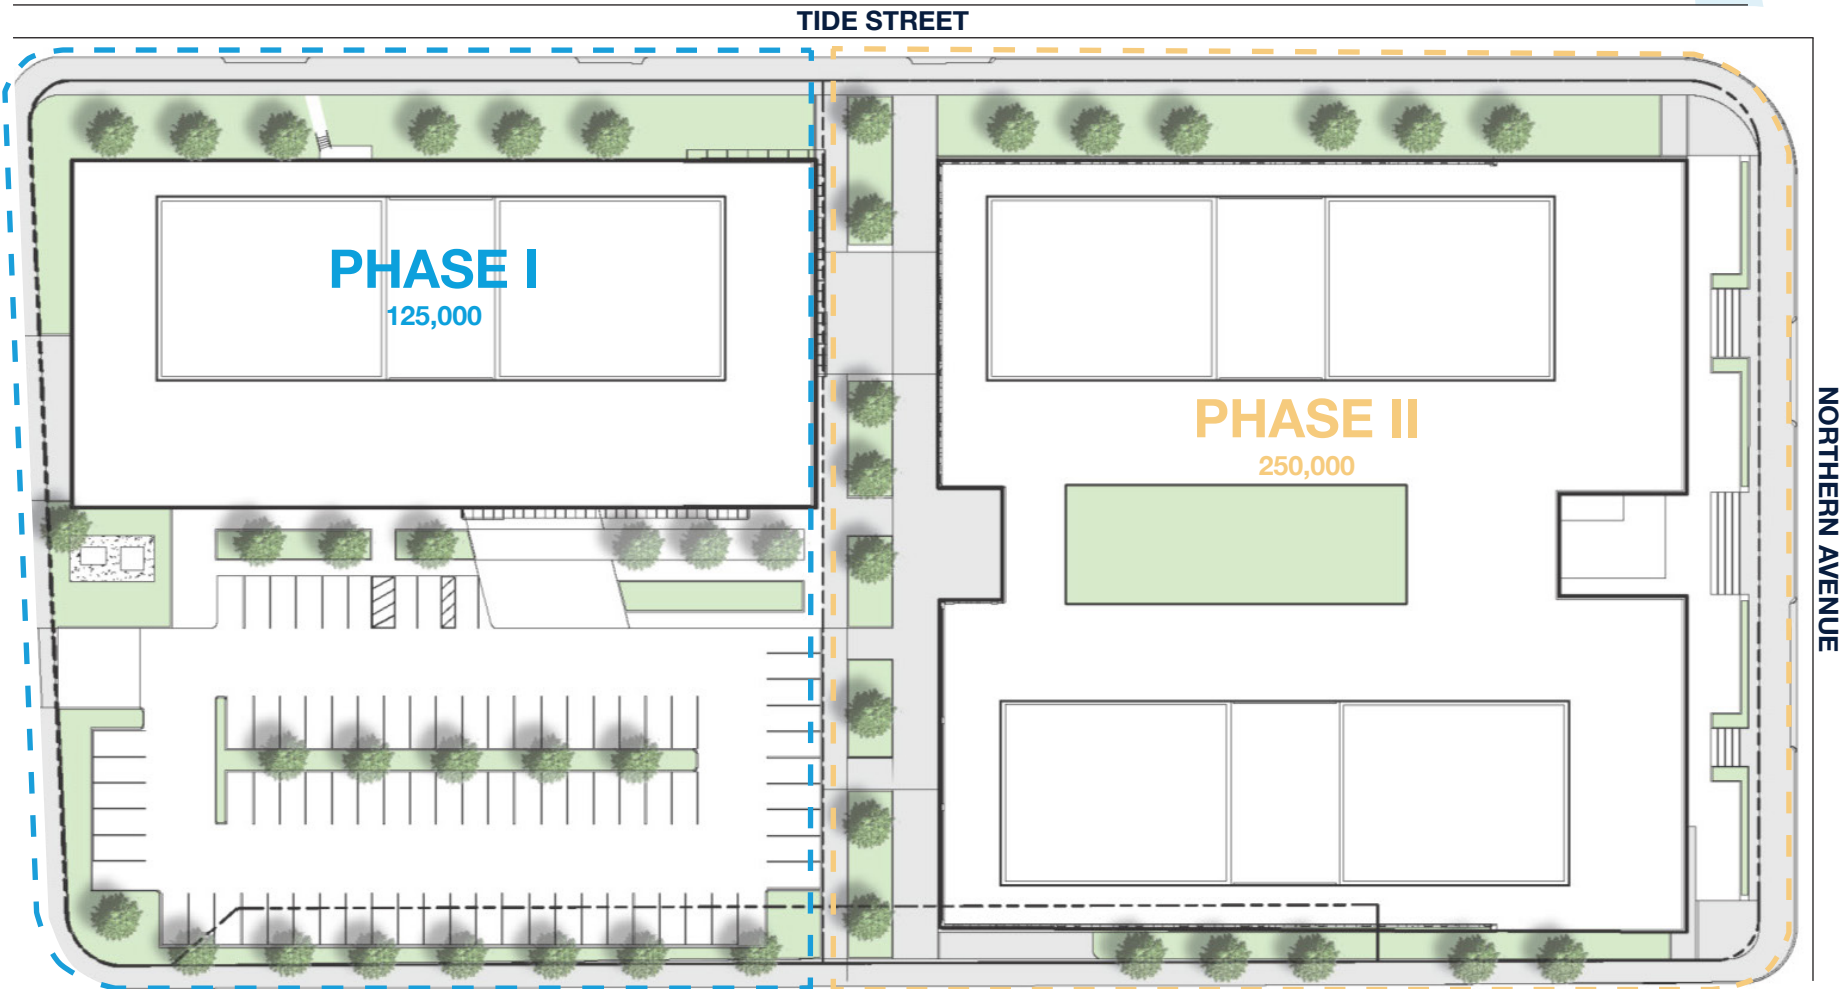 TIDE STREET
PHASE I
125,000
PHASE II
250,000
NORTHERN AVENUE